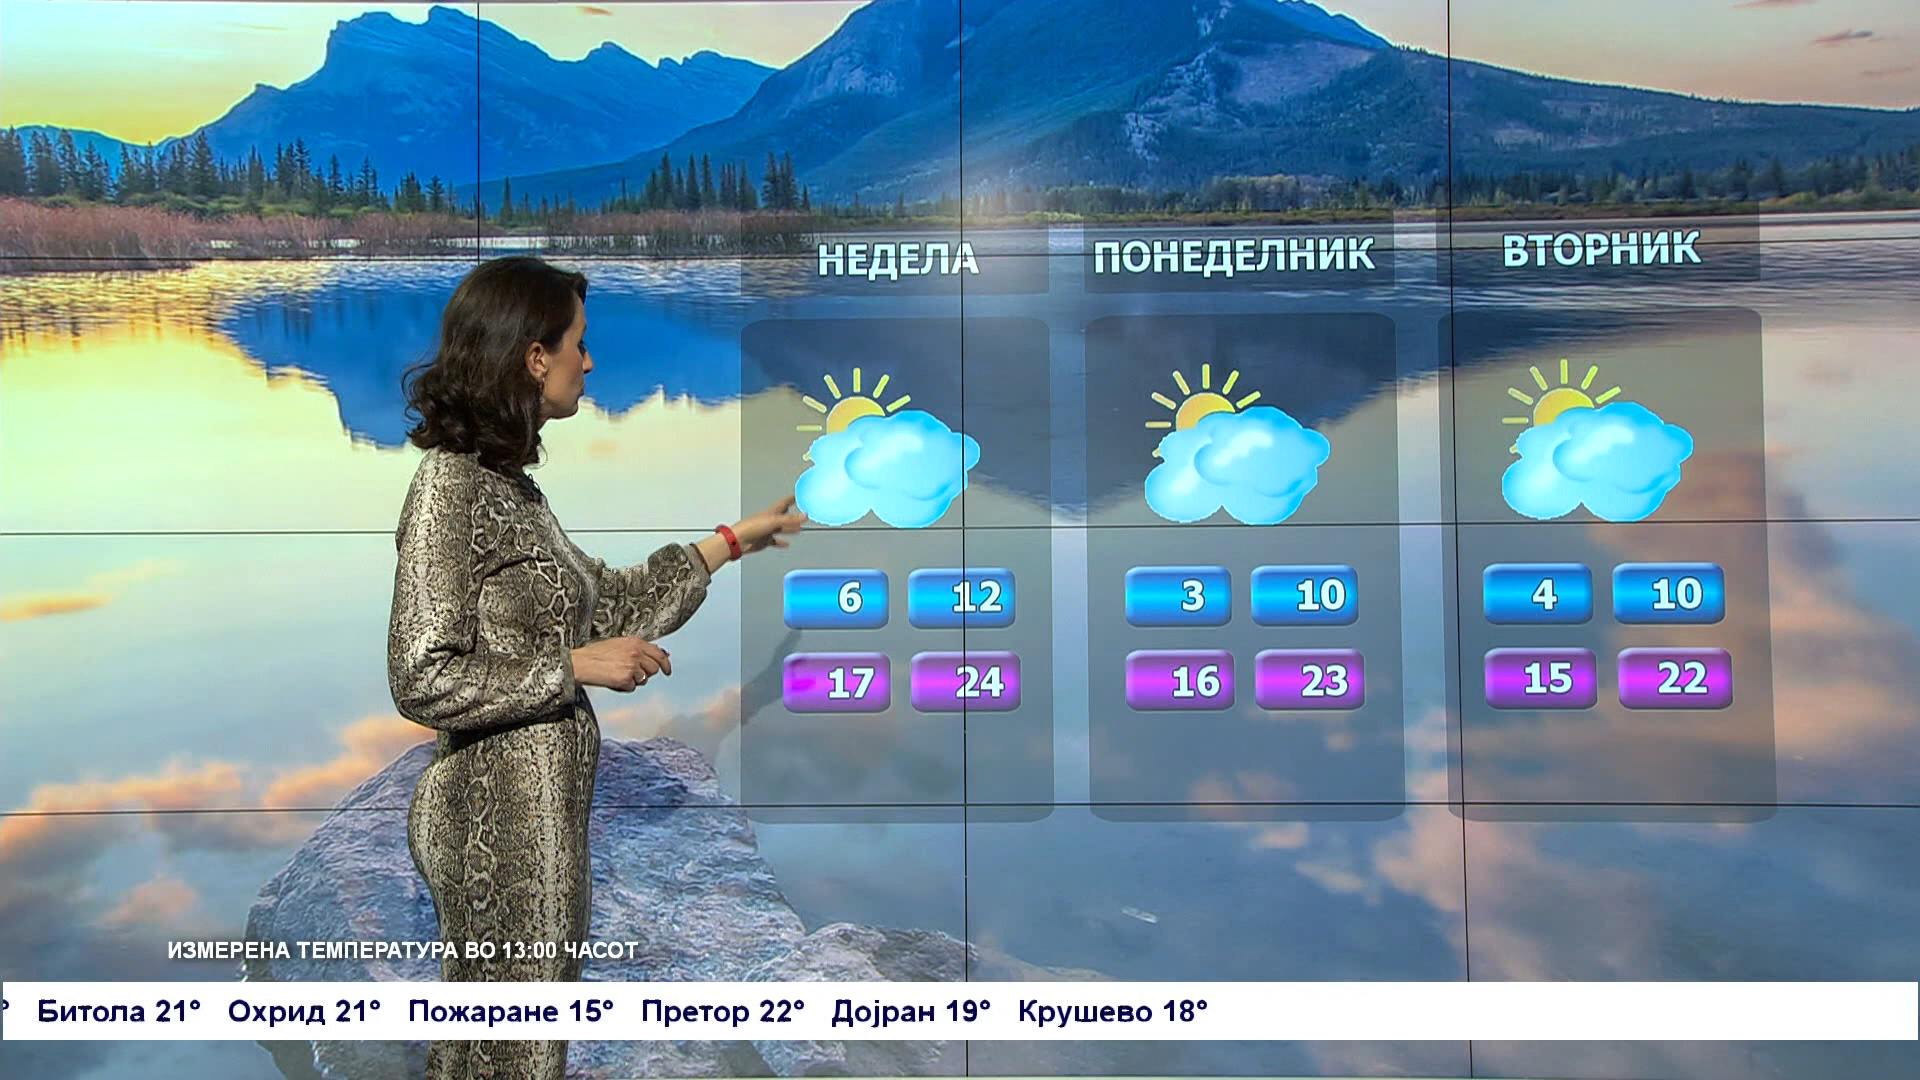 НЕДЕЛА ПОНЕДЕЛНИК ВТОРНИК
6 12 3 10 4 10
17 24 16 23 15 22
ИЗМЕРЕНА ТЕМПЕРАТУРА ВО 13:00 ЧАСОТ
° Битола 21° Охрид 21° Пожаране 15° Претор 22° Дојран 19° Крушево 18°